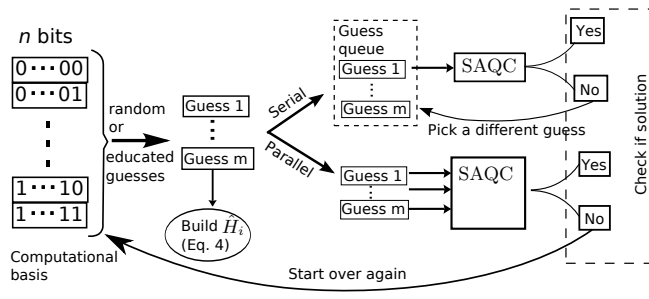 n bits
0···00
0···01
1···10
1···11
Computational
basis
random
or
educated
guesses
Guess 1
Guess m
Build Ĥi
(Eq. 4)
Serial
Parallel
Guess
queue
Guess 1
Guess m
SAQC
Yes
No
Pick a different guess
Guess 1
Guess m
SAQC
Yes
No
Check if solution
Start over again